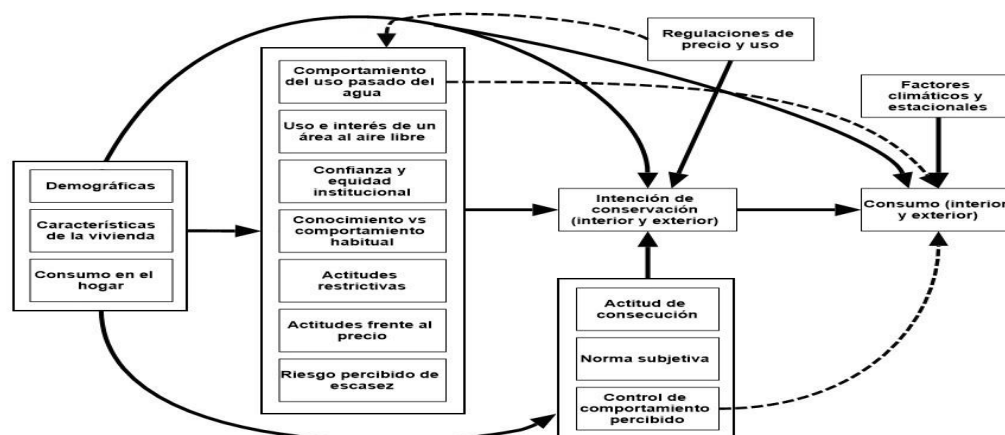 Regulaciones de
precio y uso
Comportamiento
del uso pasado del
agua
Factores
climáticos y
estacionales
Uso e interés de un
área al aire libre
Confianza y
equidad
institucional
Demográficas
Características
de la vivienda
Consumo en el
hogar
Conocimiento vs
comportamiento
habitual
Intención de
conservación
(interior y exterior)
Consumo (interior
y exterior)
Actitudes
restrictivas
Actitudes frente al
precio
Riesgo percibido de
escasez
Actitud de
consecución
Norma subjetiva
Control de
comportamiento
percibido